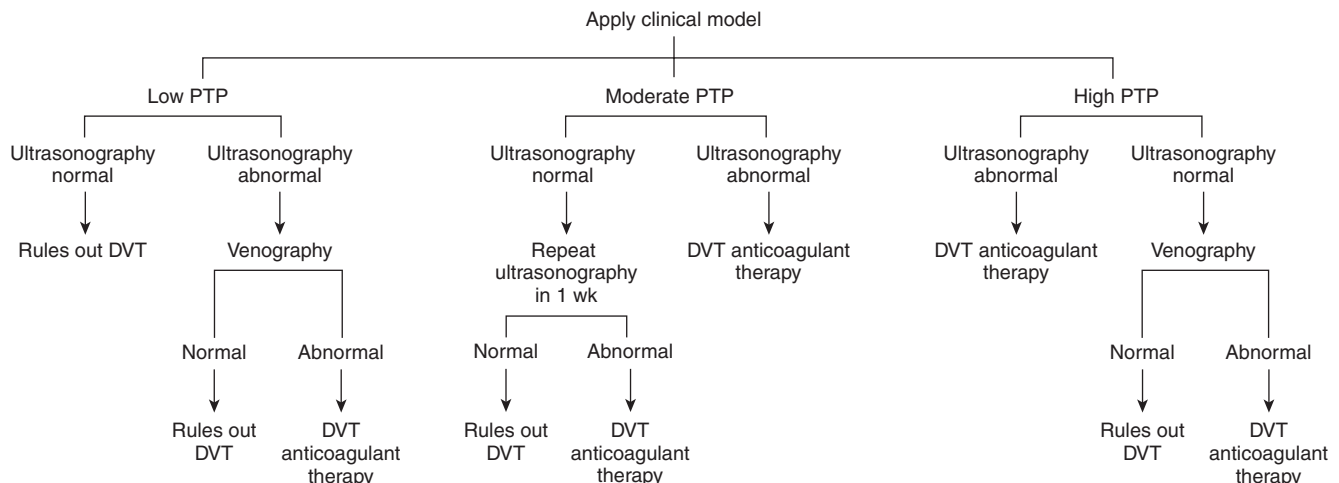 Apply clinical model
Low PTP
Moderate PTP
High PTP
Ultrasonography
normal
Ultrasonography
abnormal
Ultrasonography
normal
Ultrasonography
abnormal
Ultrasonography
abnormal
Ultrasonography
normal
Rules out DVT
Venography
Repeat
ultrasonography
in 1 wk
DVT anticoagulant
therapy
DVT anticoagulant
therapy
Venography
Normal
Abnormal
Normal
Abnormal
Normal
Abnormal
Rules out
DVT
DVT
anticoagulant
therapy
Rules out
DVT
DVT
anticoagulant
therapy
Rules out
DVT
DVT
anticoagulant
therapy